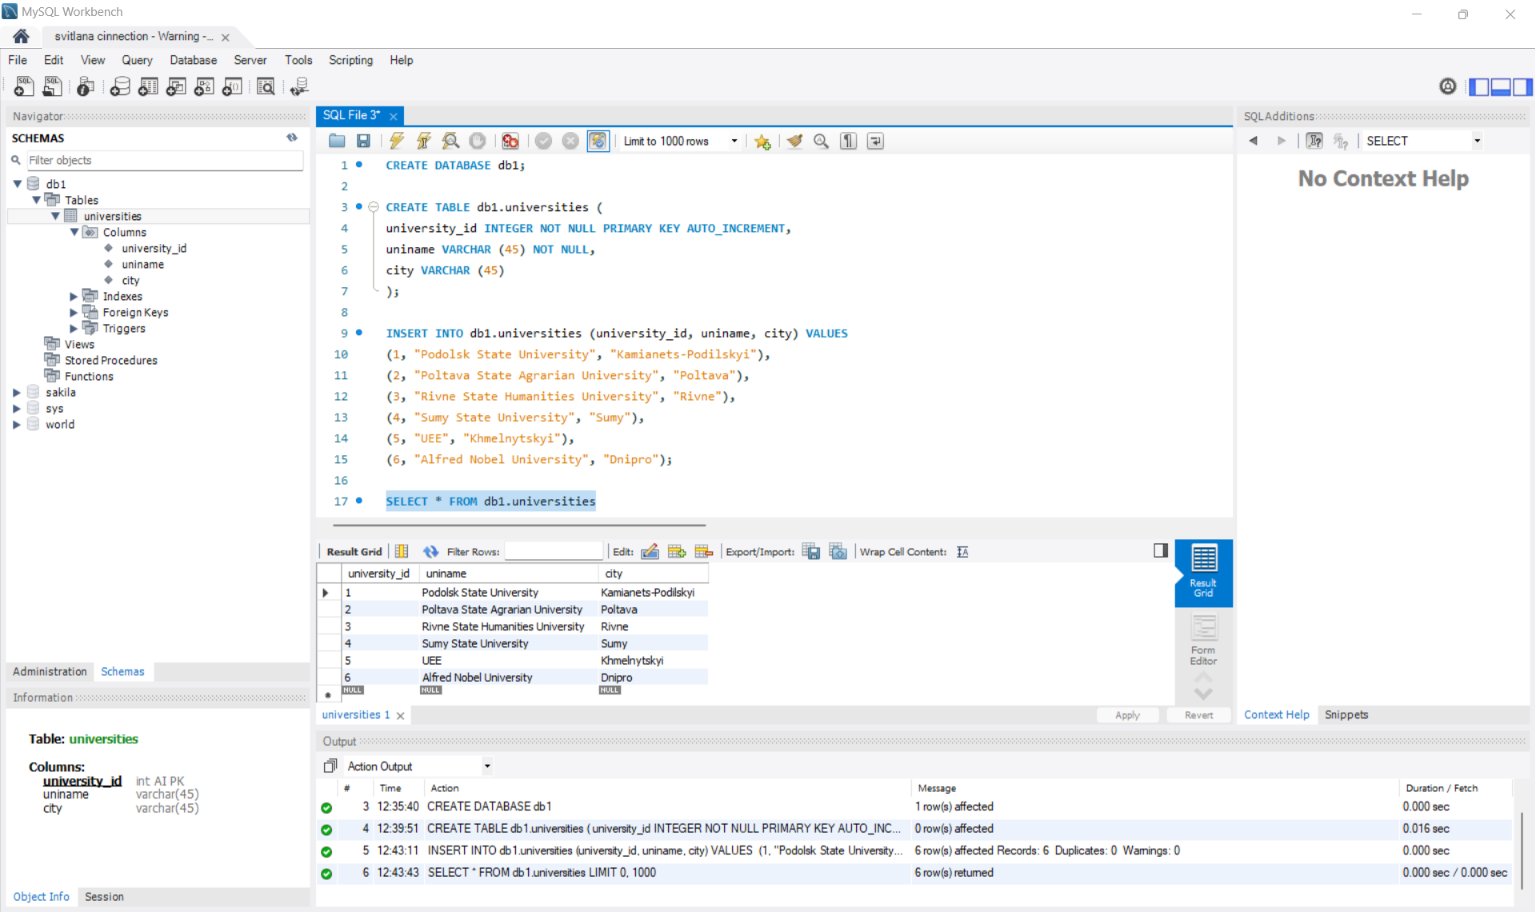 MySQL Workbench
svitlana cinnection - Warning -...
File Edit View Query Database Server Tools Scripting Help
Navigator
SCHEMAS
Filter objects
db1
Tables
universities
Columns
university_id
uniname
city
Indexes
Foreign Keys
Triggers
Views
Stored Procedures
Functions
sakila
sys
world
Administration Schemas
Information
Table: universities
Columns:
university_id int AI PK
uniname varchar(45)
city varchar(45)
Object Info Session
SQL File 3*
Limit to 1000 rows
1 CREATE DATABASE db1;
2
3 CREATE TABLE db1.universities (
4 university_id INTEGER NOT NULL PRIMARY KEY AUTO_INCREMENT,
5 uniname VARCHAR (45) NOT NULL,
6 city VARCHAR (45)
7 );
8
9 INSERT INTO db1.universities (university_id, uniname, city) VALUES
10 (1, "Podolsk State University", "Kamianets-Podilskyi"),
11 (2, "Poltava State Agrarian University", "Poltava"),
12 (3, "Rivne State Humanities University", "Rivne"),
13 (4, "Sumy State University", "Sumy"),
14 (5, "UEE", "Khmelnytskyi"),
15 (6, "Alfred Nobel University", "Dnipro");
16
17 SELECT * FROM db1.universities
Result Grid Filter Rows: Edit: Export/Import: Wrap Cell Content:
university_id uniname city
1 Podolsk State University Kamianets-Podilskyi
2 Poltava State Agrarian University Poltava
3 Rivne State Humanities University Rivne
4 Sumy State University Sumy
5 UEE Khmelnytskyi
6 Alfred Nobel University Dnipro
NULL NULL NULL
Result
Grid
Form
Editor
universities 1
Apply Revert
Output
Action Output
# Time Action Message Duration / Fetch
3 12:35:40 CREATE DATABASE db1 1 row(s) affected 0.000 sec
4 12:39:51 CREATE TABLE db1.universities ( university_id INTEGER NOT NULL PRIMARY KEY AUTO_INC... 0 row(s) affected 0.016 sec
5 12:43:11 INSERT INTO db1.universities (university_id, uniname, city) VALUES (1, "Podolsk State University... 6 row(s) affected Records: 6 Duplicates: 0 Warnings: 0 0.000 sec
6 12:43:43 SELECT * FROM db1.universities LIMIT 0, 1000 6 row(s) returned 0.000 sec / 0.000 sec
SQLAdditions
SELECT
No Context Help
Context Help Snippets